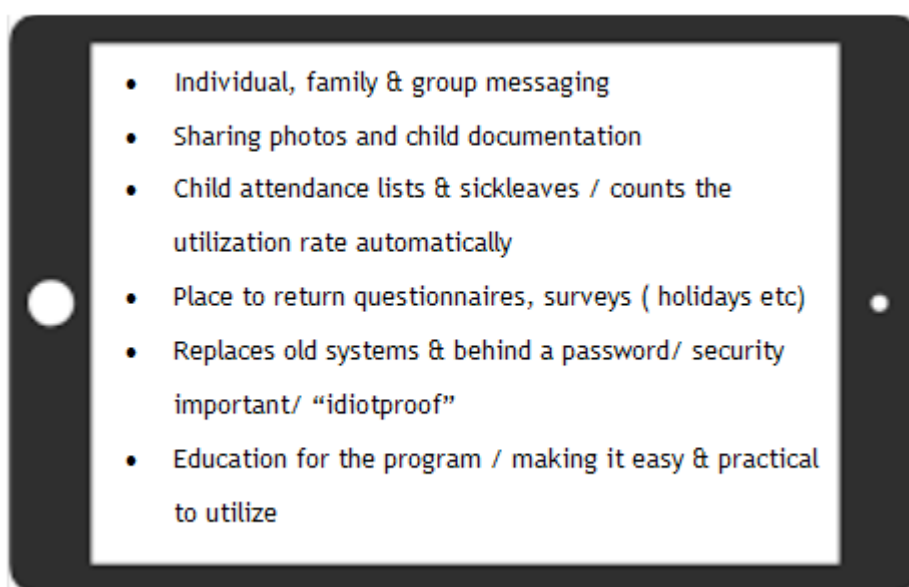 • Individual, family & group messaging
• Sharing photos and child documentation
• Child attendance lists & sickleaves / counts the
utilization rate automatically
• Place to return questionnaires, surveys ( holidays etc)
• Replaces old systems & behind a password/ security
important/ “idiotproof”
• Education for the program / making it easy & practical
to utilize